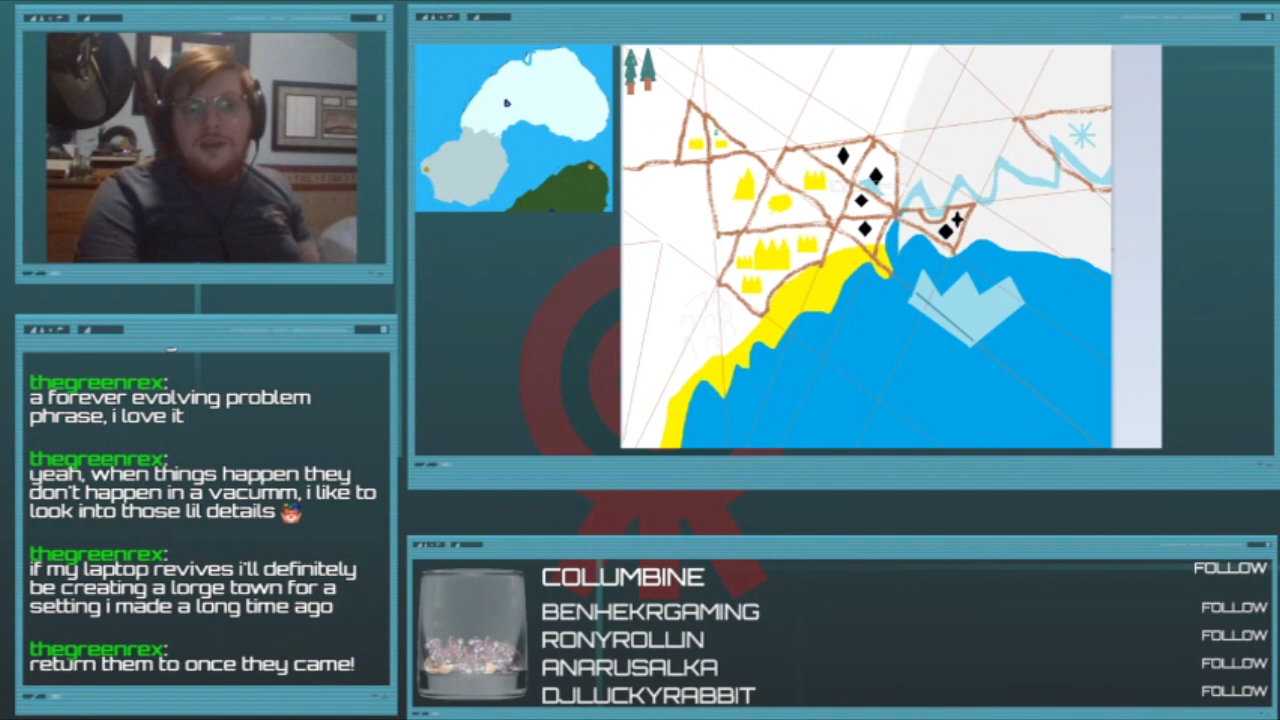 thegreenrex:
a forever evolving problem
phrase, i love it
thegreenrex:
yeah, when things happen they
don't happen in a vacumm, i like to
look into those lil details
thegreenrex:
if my laptop revives i'll definitely
be creating a lorge town for a
setting i made a long time ago
thegreenrex:
return them to once they came!
COLUMBINE FOLLOW
BENHEKRGAMING FOLLOW
RONYROLLIN FOLLOW
ANARUSALKA FOLLOW
DJLUCKYRABBIT FOLLOW